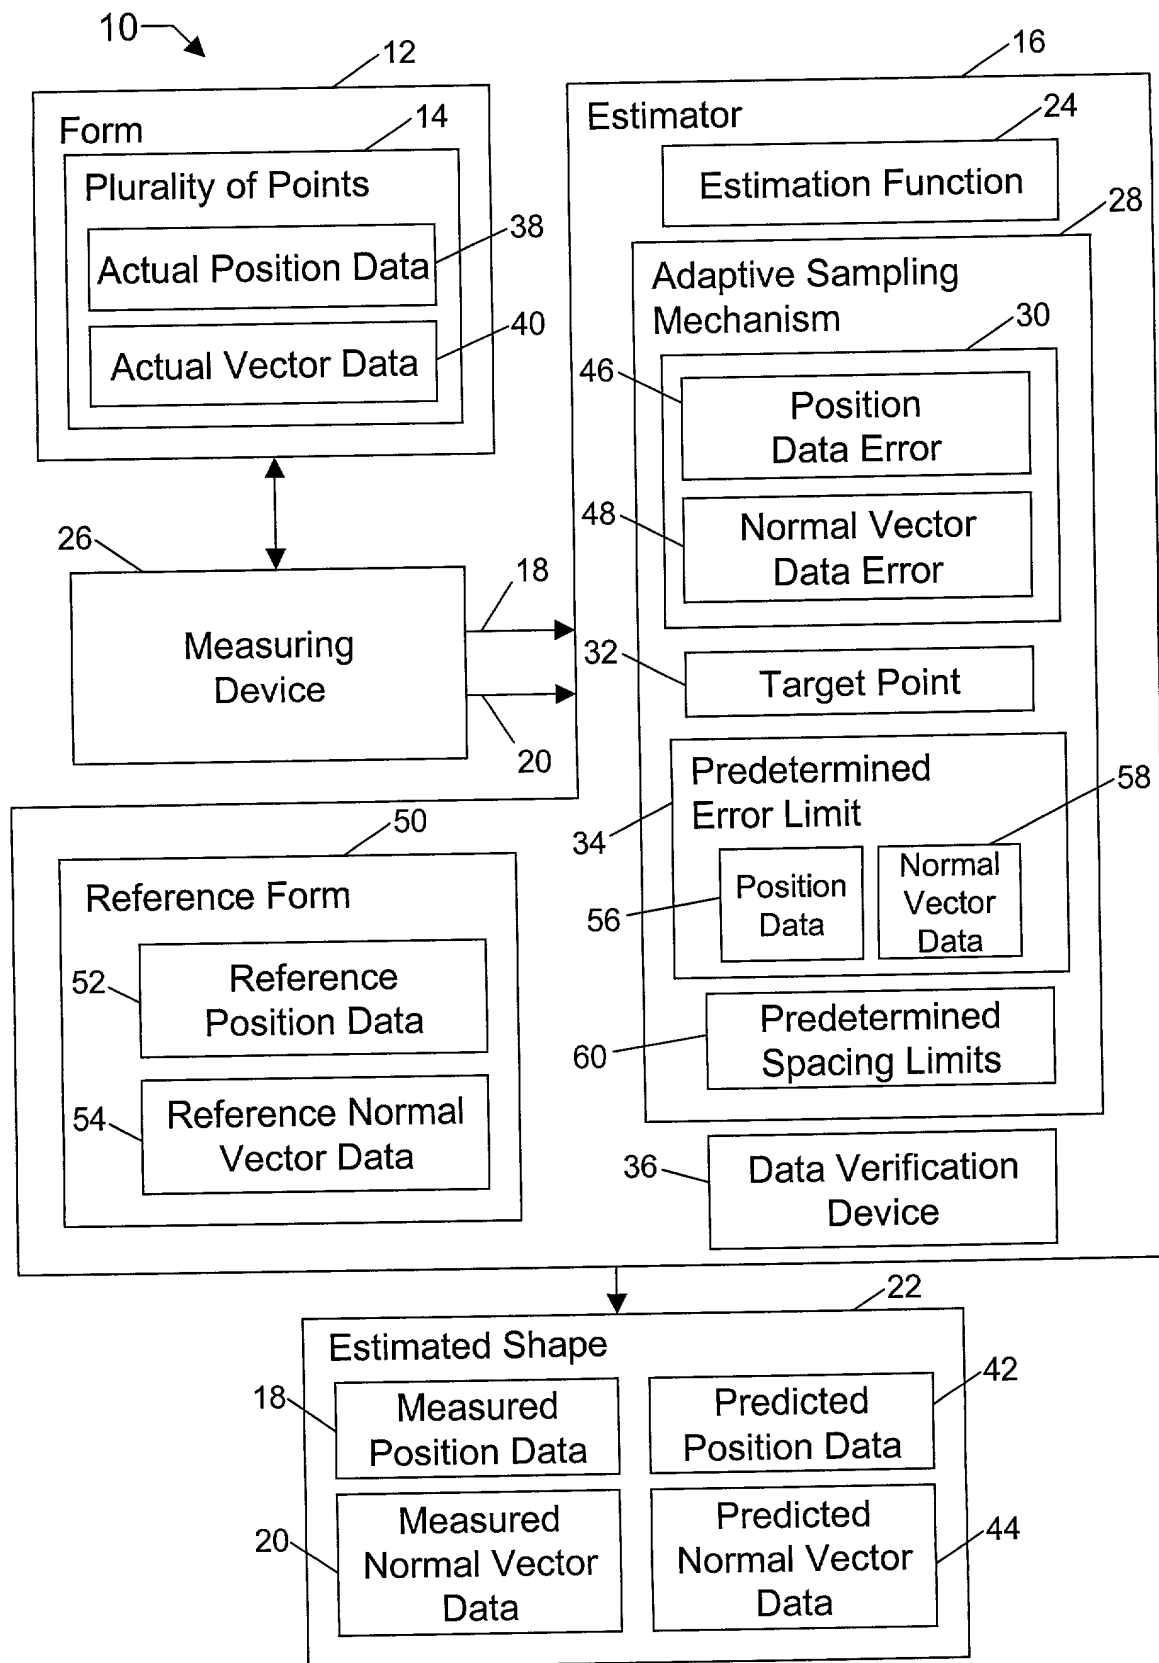 10
12
Form
14
Plurality of Points
38
Actual Position Data
40
Actual Vector Data
26
Measuring
Device
18
20
16
Estimator
24
Estimation Function
28
Adaptive Sampling
Mechanism
30
46
Position
Data Error
48
Normal Vector
Data Error
32
Target Point
Predetermined
Error Limit
34
58
56
Position
Data
Normal
Vector
Data
60
Predetermined
Spacing Limits
36
Data Verification
Device
50
Reference Form
52
Reference
Position Data
54
Reference Normal
Vector Data
22
Estimated Shape
18
Measured
Position Data
42
Predicted
Position Data
20
Measured
Normal Vector
Data
44
Predicted
Normal Vector
Data